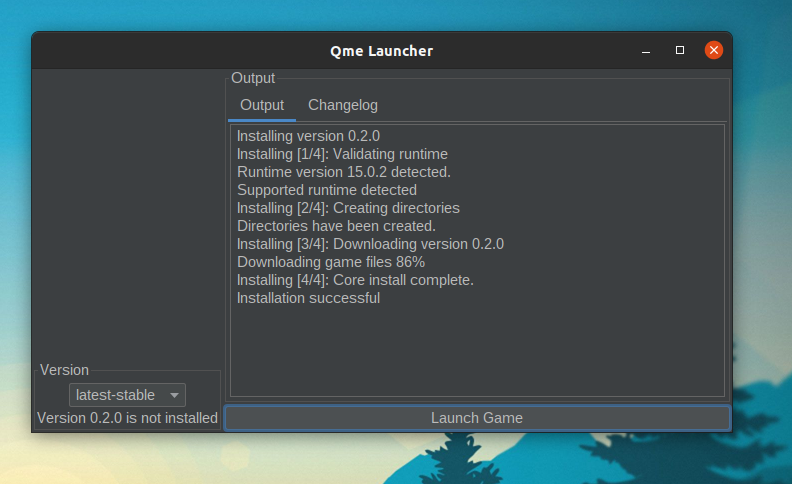 Qme Launcher
Output
Output Changelog
Installing version 0.2.0
Installing [1/4]: Validating runtime
Runtime version 15.0.2 detected.
Supported runtime detected
Installing [2/4]: Creating directories
Directories have been created.
Installing [3/4]: Downloading version 0.2.0
Downloading game files 86%
Installing [4/4]: Core install complete.
Installation successful
Version
latest-stable
Version 0.2.0 is not installed
Launch Game